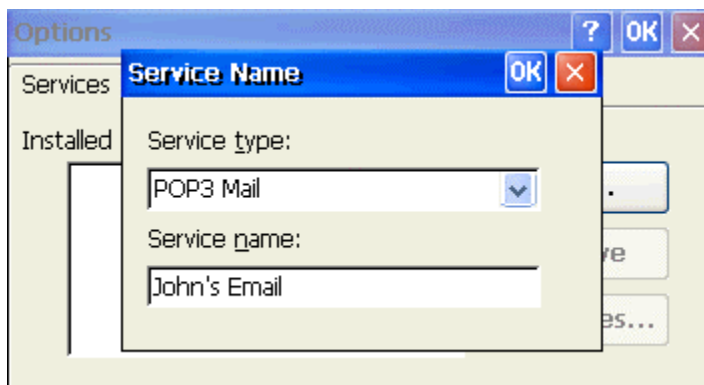 Options ? OK
Service Name OK
Services
Installed
Service type:
POP3 Mail
Service name:
John's Email